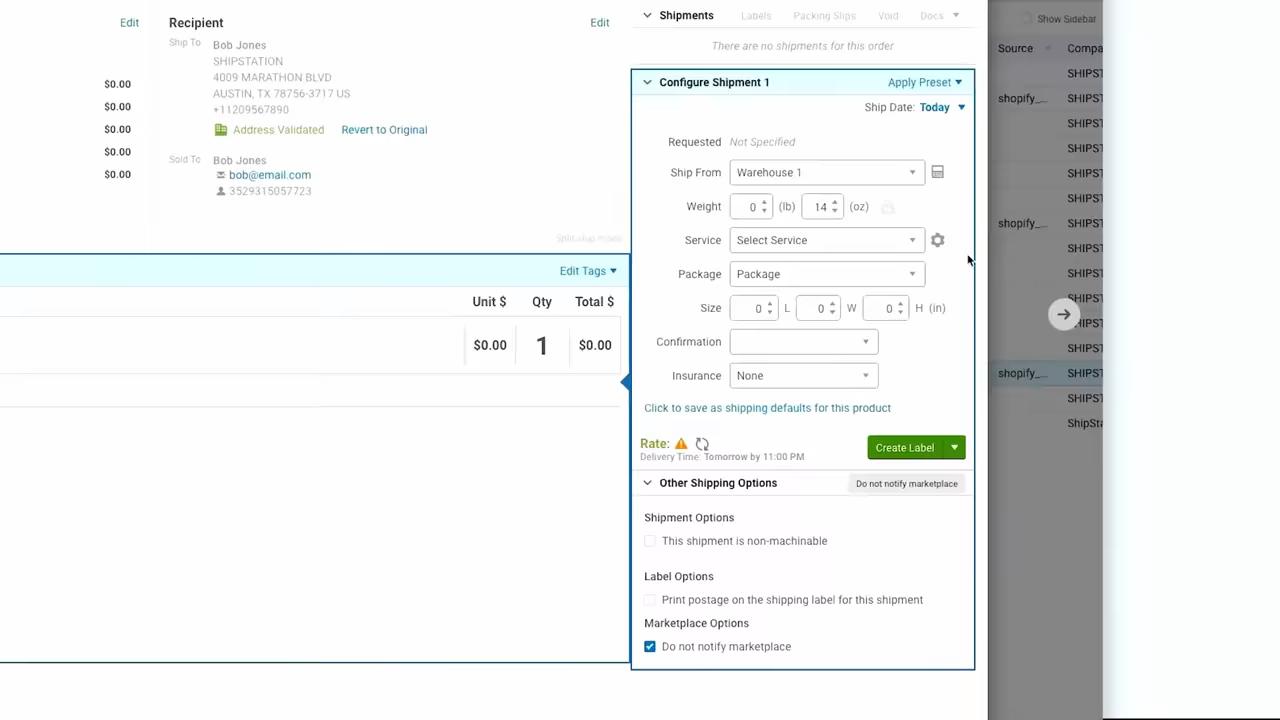 Edit
Recipient
Edit
Ship To
Bob Jones
SHIPSTATION
4009 MARATHON BLVD
AUSTIN, TX 78756-3717 US
+11209567890
Address Validated
Revert to Original
Sold To
Bob Jones
bob@email.com
3529315057723
$0.00
$0.00
$0.00
$0.00
$0.00
Edit Tags
Unit $
Qty
Total $
$0.00
1
$0.00
Shipments
Labels
Packing Slips
Void
Docs
There are no shipments for this order
Configure Shipment 1
Apply Preset
Ship Date: Today
Requested Not Specified
Ship From Warehouse 1
Weight 0 (lb) 14 (oz)
Service Select Service
Package Package
Size 0 L 0 W 0 H (in)
Confirmation
Insurance None
Click to save as shipping defaults for this product
Rate:
Delivery Time: Tomorrow by 11:00 PM
Create Label
Other Shipping Options
Do not notify marketplace
Shipment Options
This shipment is non-machinable
Label Options
Print postage on the shipping label for this shipment
Marketplace Options
Do not notify marketplace
Show Sidebar
Source
Compa
SHIPST
shopify_...
SHIPST
SHIPST
SHIPST
SHIPST
SHIPST
shopify_...
SHIPST
SHIPST
SHIPST
SHIPST
HIPST
SHIPST
shopify_...
SHIPST
SHIPST
ShipSta